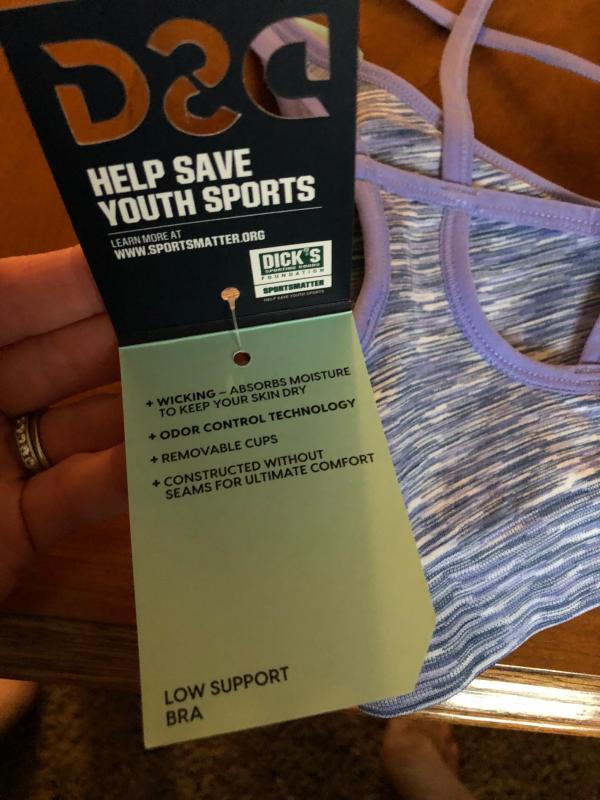 DSG
HELP SAVE
YOUTH SPORTS
LEARN MORE AT
WWW.SPORTSMATTER.ORG
DICK'S
SPORTING GOODS
FOUNDATION
SPORTSMATTER
HELP SAVE YOUTH SPORTS
+ WICKING – ABSORBS MOISTURE
TO KEEP YOUR SKIN DRY
+ ODOR CONTROL TECHNOLOGY
+ REMOVABLE CUPS
+ CONSTRUCTED WITHOUT
SEAMS FOR ULTIMATE COMFORT
LOW SUPPORT
BRA